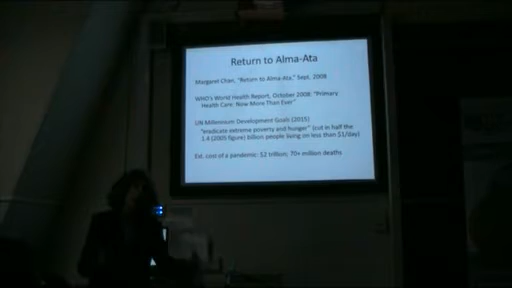 Return to Alma-Ata
Margaret Chan, "Return to Alma-Ata," Sept. 2008
WHO's World Health Report, October 2008: "Primary
Health Care: Now More Than Ever"
UN Millennium Development Goals (2015)
"eradicate extreme poverty and hunger" (cut in half the
1.4 (2005 figure) billion people living on less than $1/day)
Est. cost of a pandemic: $2 trillion, 70+ million deaths